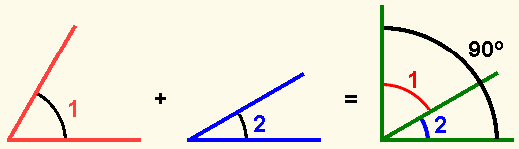 1 + 2 = 1 2 90º